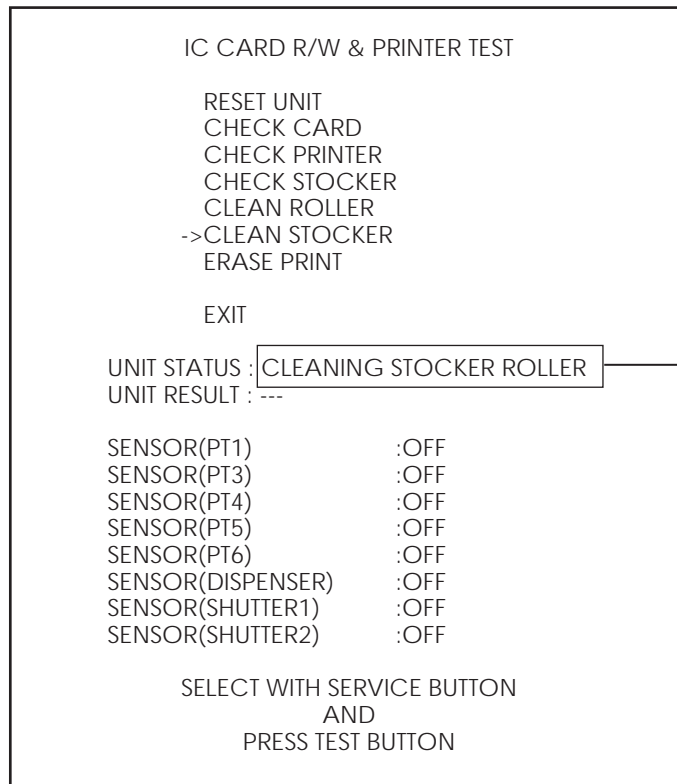 IC CARD R/W & PRINTER TEST
RESET UNIT
CHECK CARD
CHECK PRINTER
CHECK STOCKER
CLEAN ROLLER
->CLEAN STOCKER
ERASE PRINT
EXIT
UNIT STATUS : CLEANING STOCKER ROLLER
UNIT RESULT : ---
SENSOR(PT1) :OFF
SENSOR(PT3) :OFF
SENSOR(PT4) :OFF
SENSOR(PT5) :OFF
SENSOR(PT6) :OFF
SENSOR(DISPENSER) :OFF
SENSOR(SHUTTER1) :OFF
SENSOR(SHUTTER2) :OFF
SELECT WITH SERVICE BUTTON
AND
PRESS TEST BUTTON